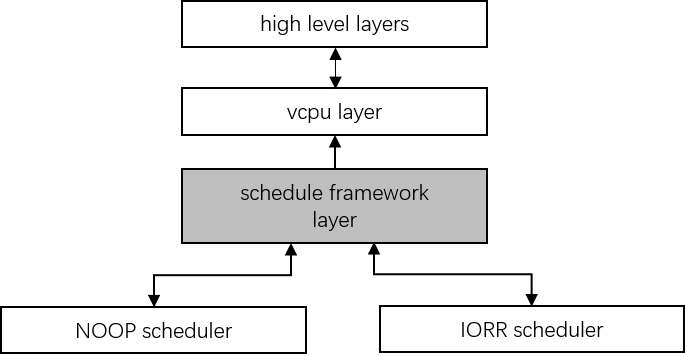 high level layers
vcpu layer
schedule framework
layer
NOOP scheduler
IORR scheduler